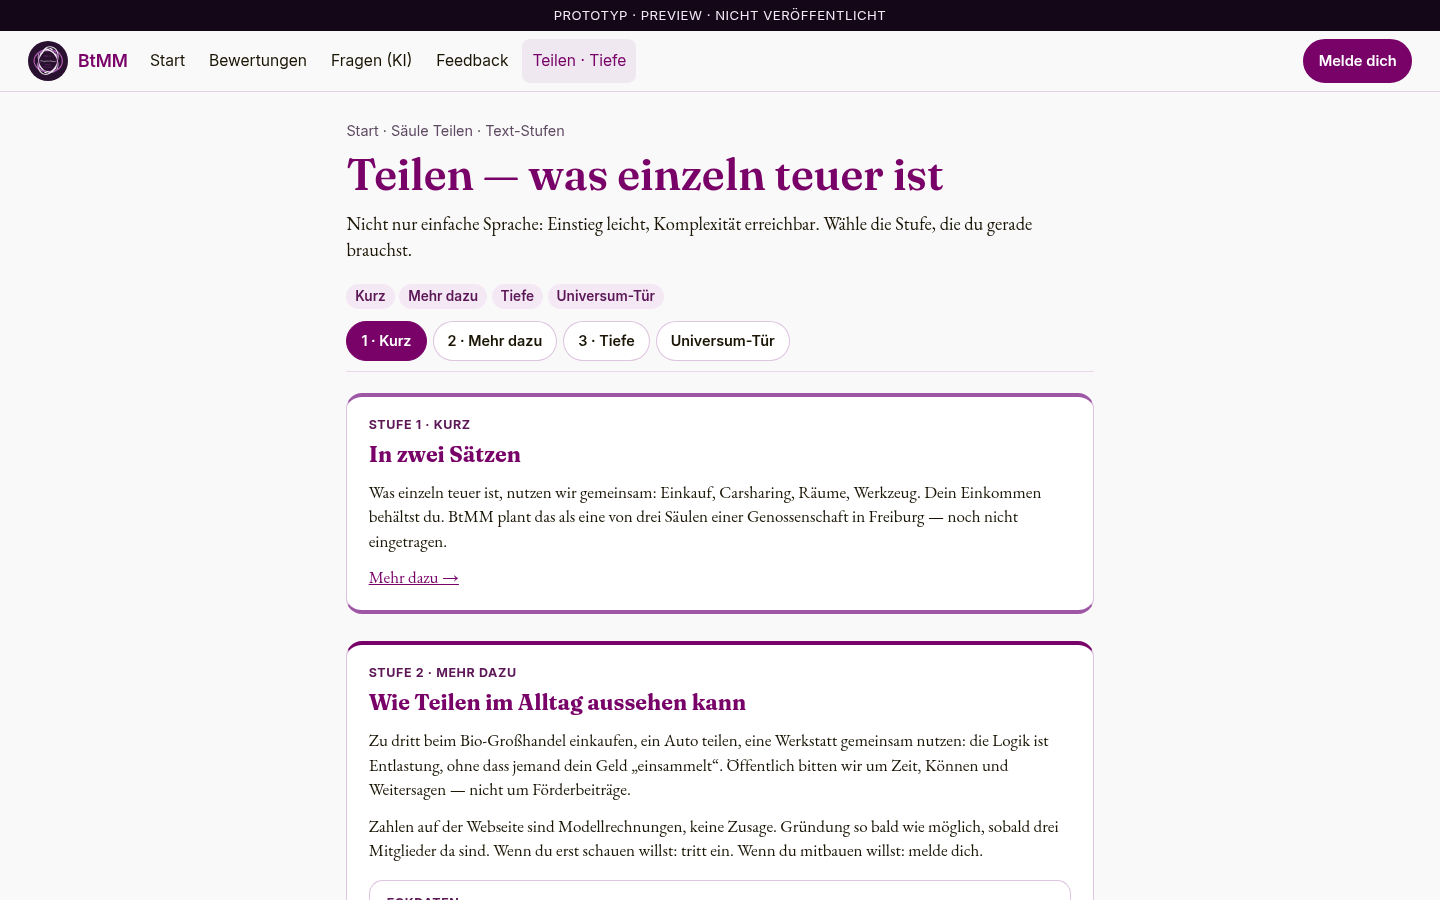 PROTOTYP · PREVIEW · NICHT VERÖFFENTLICHT
BtMM Start Bewertungen Fragen (KI) Feedback Teilen · Tiefe Melde dich
Start · Säule Teilen · Text-Stufen
Teilen — was einzeln teuer ist
Nicht nur einfache Sprache: Einstieg leicht, Komplexität erreichbar. Wähle die Stufe, die du gerade
brauchst.
Kurz Mehr dazu Tiefe Universum-Tür
1 · Kurz 2 · Mehr dazu 3 · Tiefe Universum-Tür
STUFE 1 · KURZ
In zwei Sätzen
Was einzeln teuer ist, nutzen wir gemeinsam: Einkauf, Carsharing, Räume, Werkzeug. Dein Einkommen
behältst du. BtMM plant das als eine von drei Säulen einer Genossenschaft in Freiburg — noch nicht
eingetragen.
Mehr dazu →
STUFE 2 · MEHR DAZU
Wie Teilen im Alltag aussehen kann
Zu dritt beim Bio-Großhandel einkaufen, ein Auto teilen, eine Werkstatt gemeinsam nutzen: die Logik ist
Entlastung, ohne dass jemand dein Geld „einsammelt“. Öffentlich bitten wir um Zeit, Können und
Weitersagen — nicht um Förderbeiträge.
Zahlen auf der Webseite sind Modellrechnungen, keine Zusage. Gründung so bald wie möglich, sobald drei
Mitglieder da sind. Wenn du erst schauen willst: tritt ein. Wenn du mitbauen willst: melde dich.
ECKDATEN